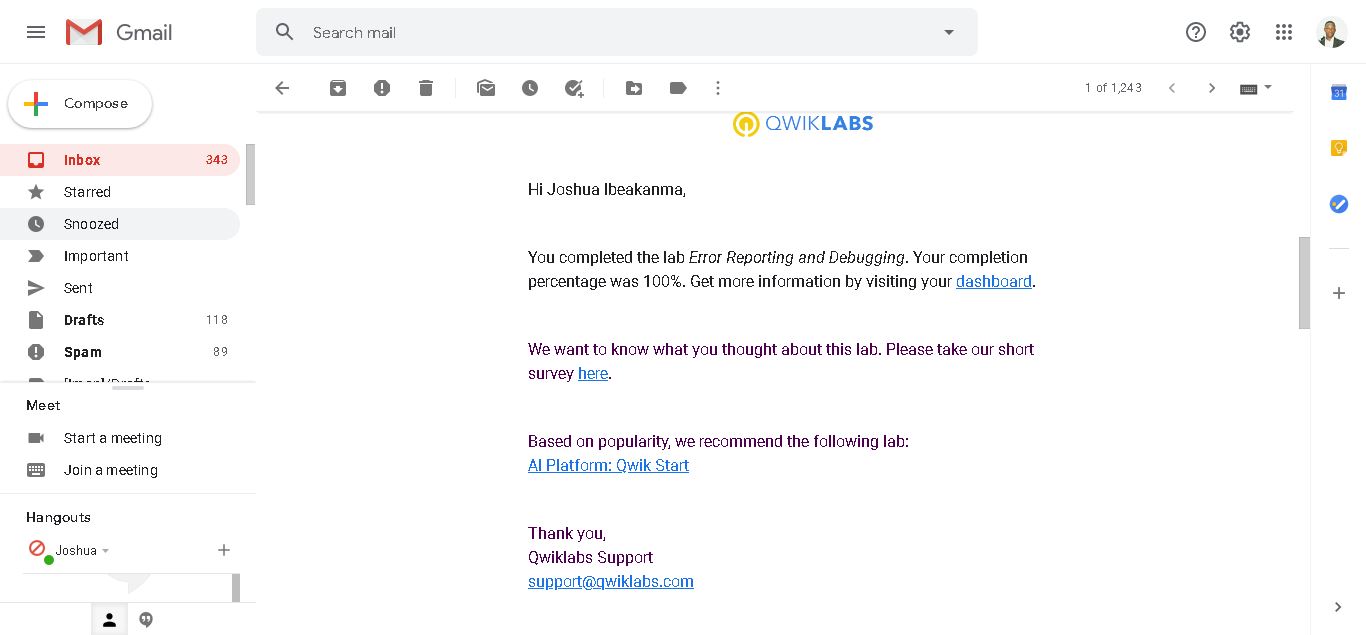 Gmail
Search mail
1 of 1,243
Compose
Inbox 343
Starred
Snoozed
Important
Sent
Drafts 118
Spam 89
Meet
Start a meeting
Join a meeting
Hangouts
Joshua
QWIKLABS
Hi Joshua Ibeakanma,
You completed the lab Error Reporting and Debugging. Your completion
percentage was 100%. Get more information by visiting your dashboard.
We want to know what you thought about this lab. Please take our short
survey here.
Based on popularity, we recommend the following lab:
AI Platform: Qwik Start
Thank you,
Qwiklabs Support
support@qwiklabs.com
31